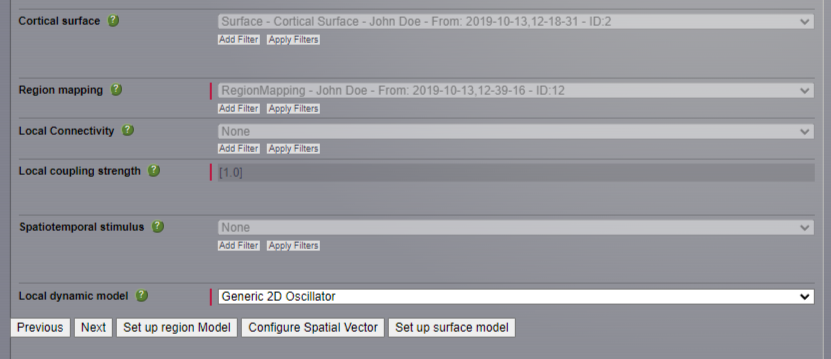 Cortical surface ? Surface - Cortical Surface - John Doe - From: 2019-10-13,12-18-31 - ID:2
Add Filter Apply Filters
Region mapping ? RegionMapping - John Doe - From: 2019-10-13,12-39-16 - ID:12
Add Filter Apply Filters
Local Connectivity ? None
Add Filter Apply Filters
Local coupling strength ? [1.0]
Spatiotemporal stimulus ? None
Add Filter Apply Filters
Local dynamic model ? Generic 2D Oscillator
Previous Next Set up region Model Configure Spatial Vector Set up surface model